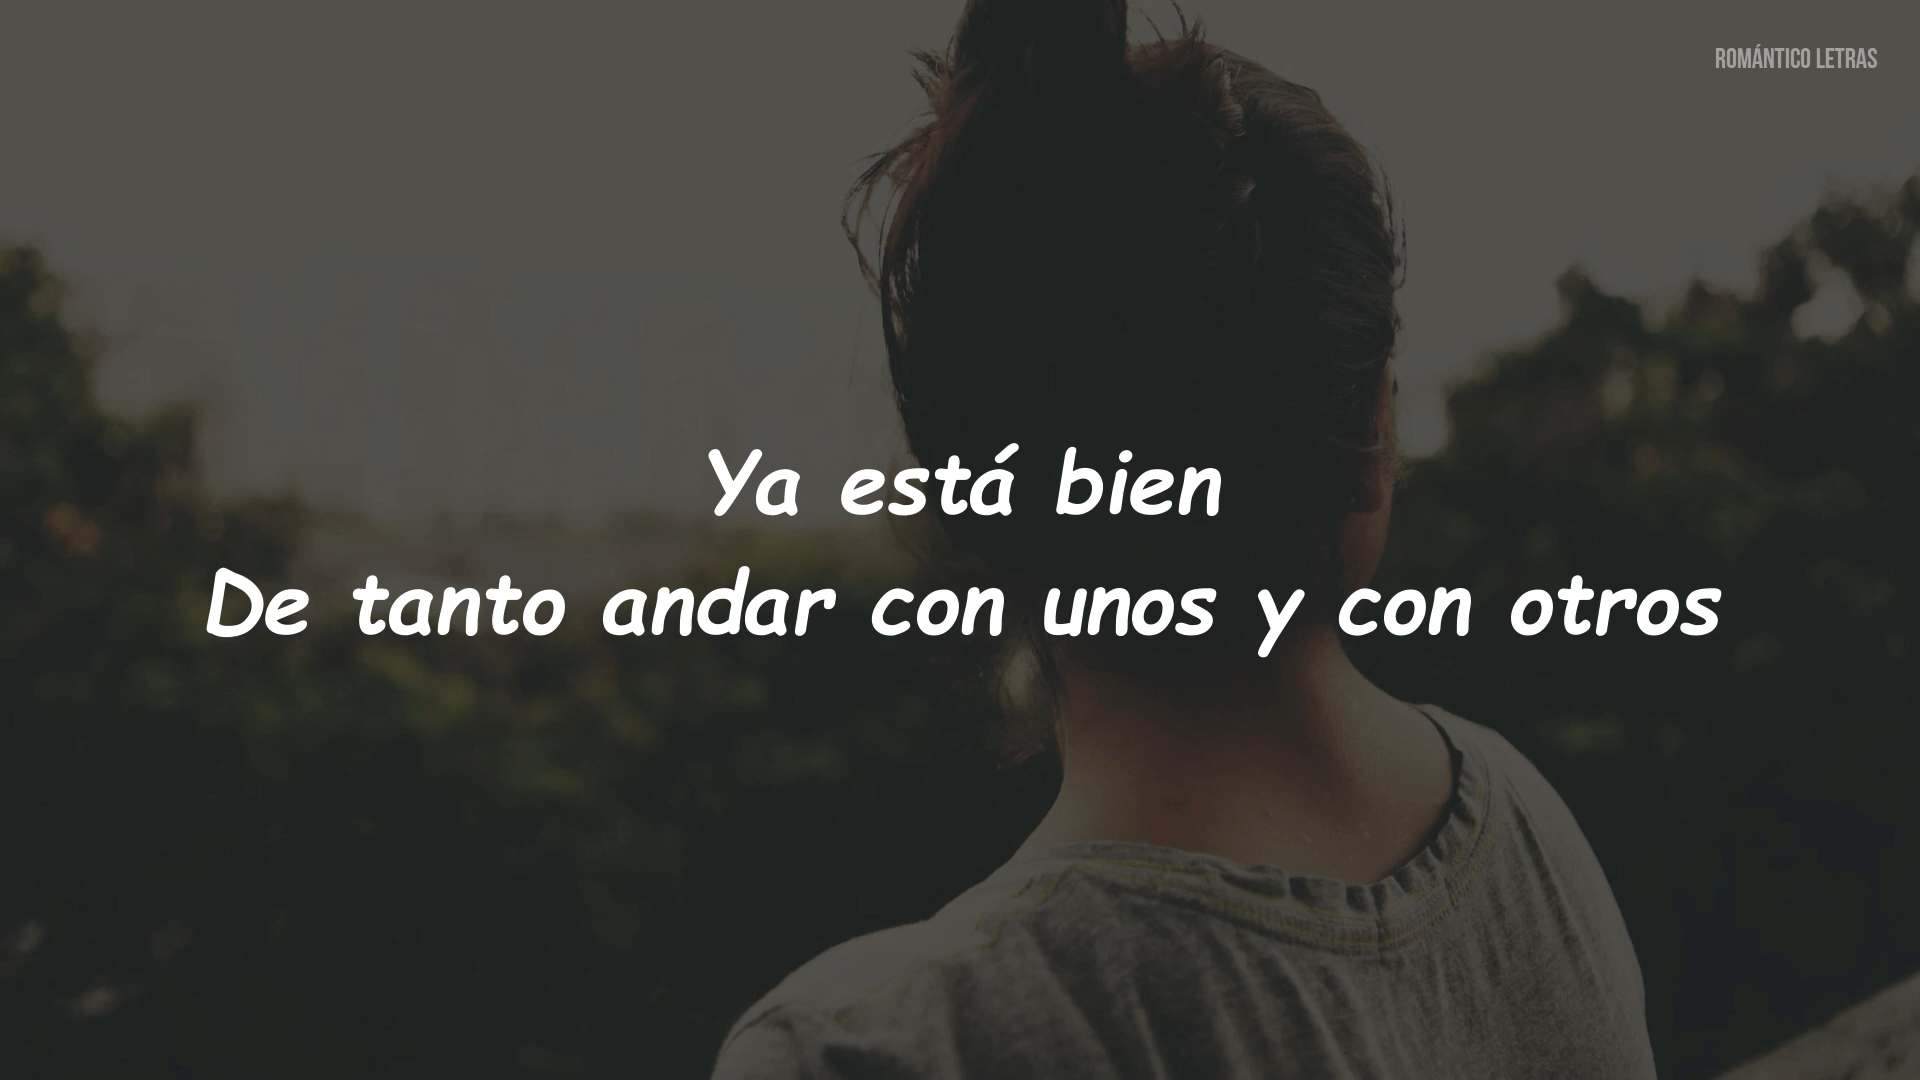 ROMÁNTICO LETRAS
Ya está bien
De tanto andar con unos y con otros